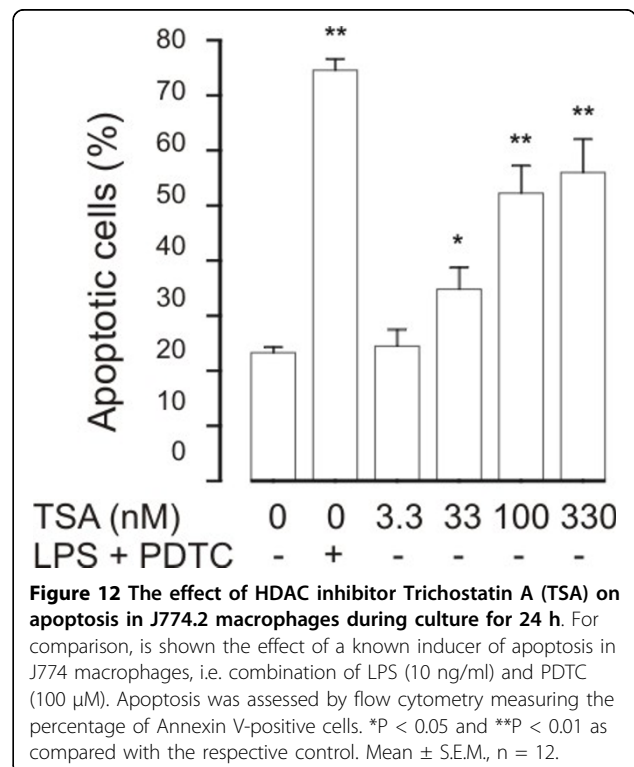 80
70
60
50
40
30
20
10
0
Apoptotic cells (%)
**
*
**
**
TSA (nM) 0 0 3.3 33 100 330
LPS + PDTC - + - - - -
Figure 12 The effect of HDAC inhibitor Trichostatin A (TSA) on
apoptosis in J774.2 macrophages during culture for 24 h. For
comparison, is shown the effect of a known inducer of apoptosis in
J774 macrophages, i.e. combination of LPS (10 ng/ml) and PDTC
(100 μM). Apoptosis was assessed by flow cytometry measuring the
percentage of Annexin V-positive cells. *P < 0.05 and **P < 0.01 as
compared with the respective control. Mean ± S.E.M., n = 12.